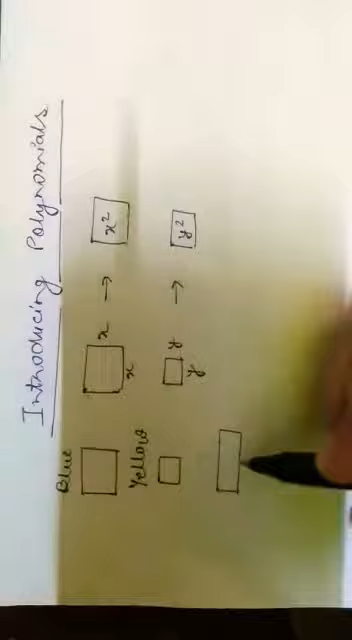 Introducing Polynomials
Blue x x → x²
Yellow y y → y²